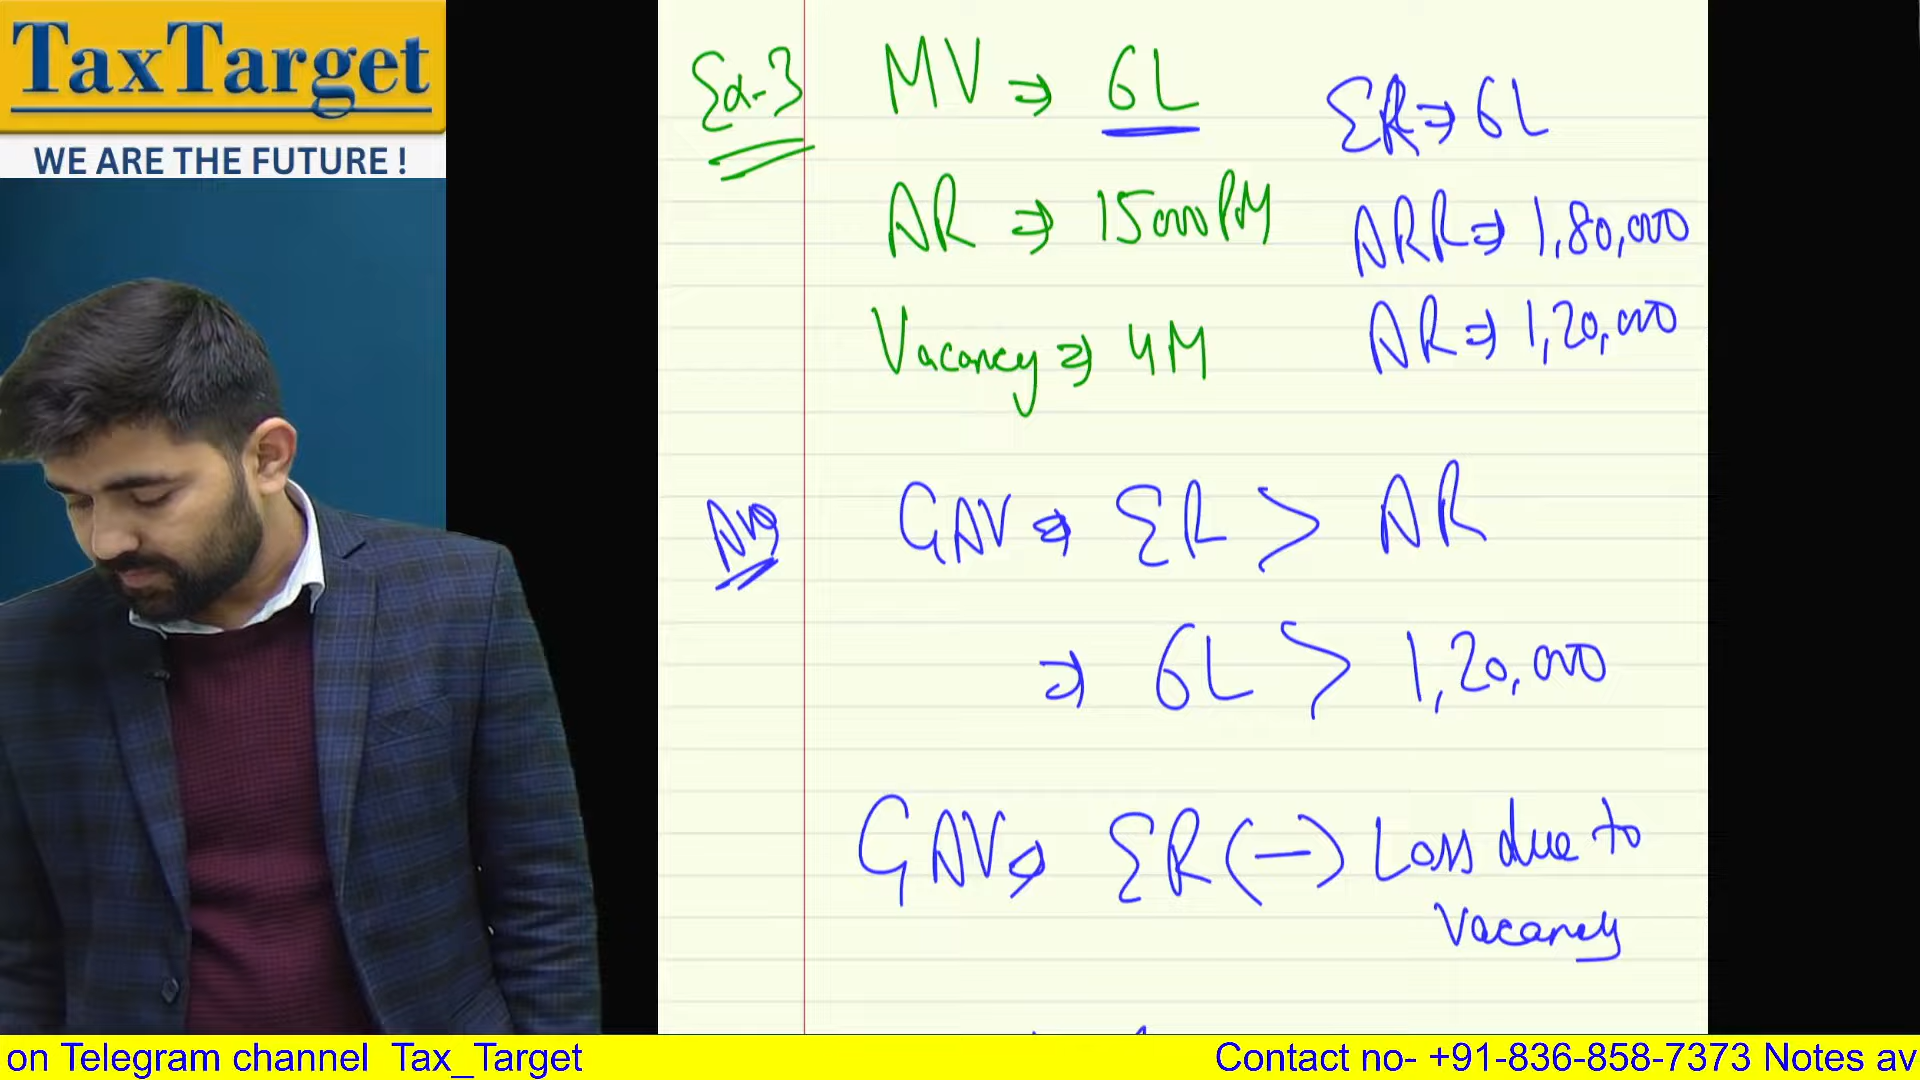 TaxTarget
WE ARE THE FUTURE !
Ex-3
MV ⇒ 6L
ER ⇒ 6L
AR ⇒ 15000 PM
ARR ⇒ 1,80,000
Vacancy ⇒ 4M
AR ⇒ 1,20,000
GAV ⇒ ER > AR
⇒ 6L > 1,20,000
GAV ⇒ ER (-) Loss due to
Vacancy
on Telegram channel Tax_Target
Contact no- +91-836-858-7373 Notes av